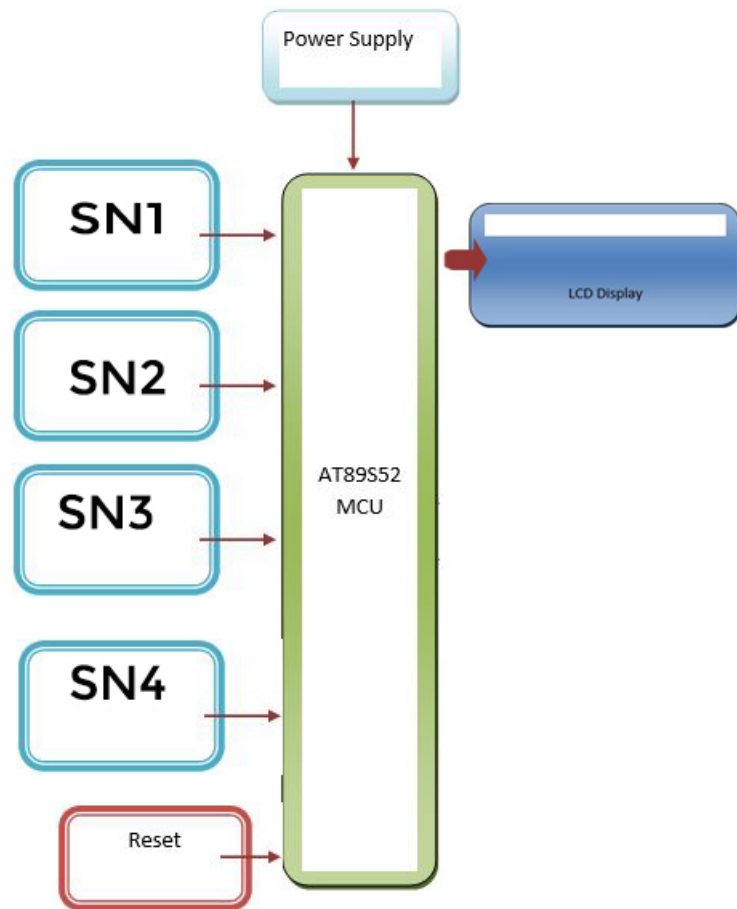 Power Supply
SN1
LCD Display
SN2
AT89S52
MCU
SN3
SN4
Reset